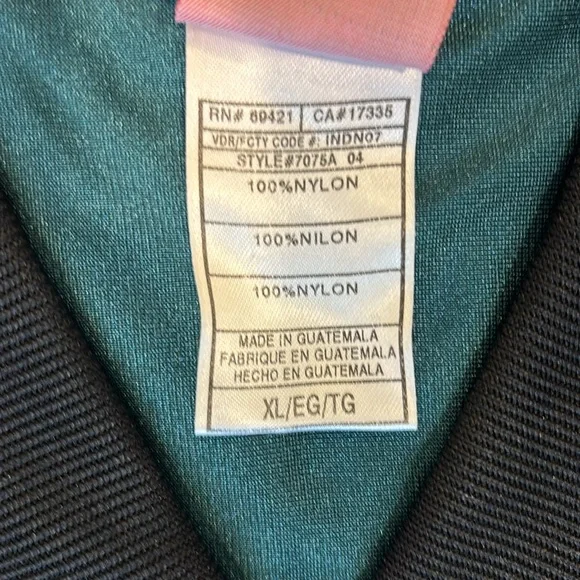 RN# 69421 CA#17335
VDR/FCTY CODE #: INDN07
STYLE#7075A 04
100%NYLON
100%NILON
100%NYLON
MADE IN GUATEMALA
FABRIQUE EN GUATEMALA
HECHO EN GUATEMALA
XL/EG/TG